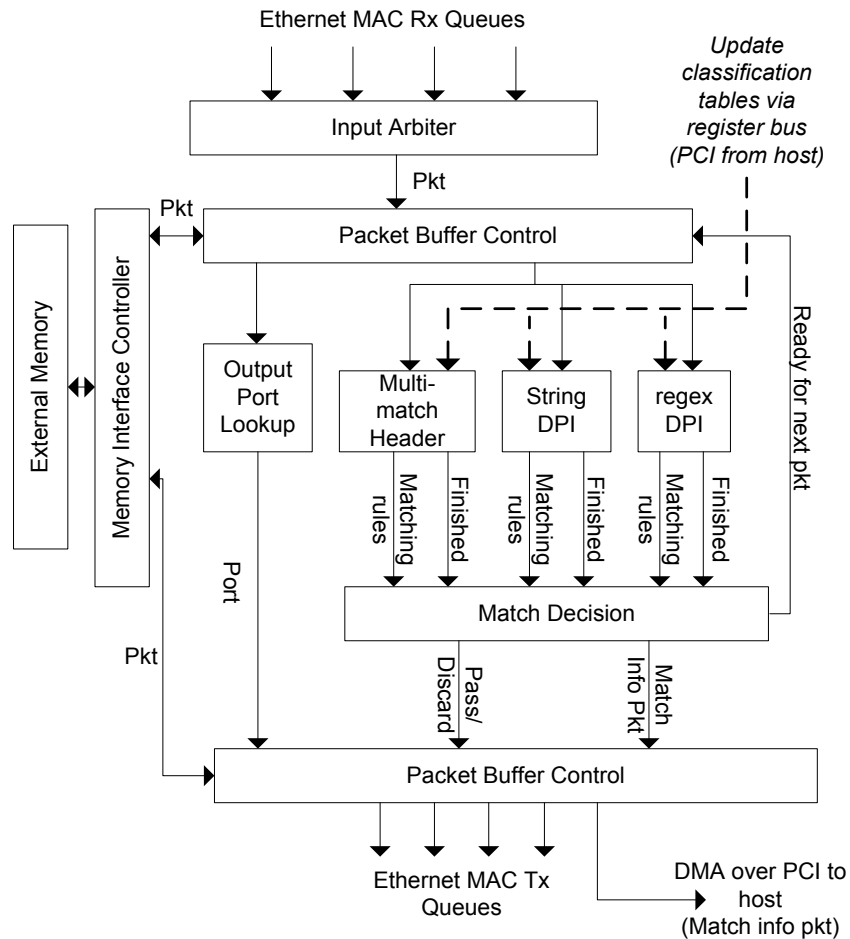 Ethernet MAC Rx Queues
Update
classification
tables via
register bus
(PCI from host)
Input Arbiter
Pkt
Pkt
Packet Buffer Control
External Memory
Memory Interface Controller
Output
Port
Lookup
Multi-
match
Header
String
DPI
regex
DPI
Ready for next pkt
Matching
rules
Finished
Matching
rules
Finished
Matching
rules
Finished
Port
Match Decision
Pkt
Pass/
Discard
Match
Info Pkt
Packet Buffer Control
Ethernet MAC Tx
Queues
DMA over PCI to
host
(Match info pkt)